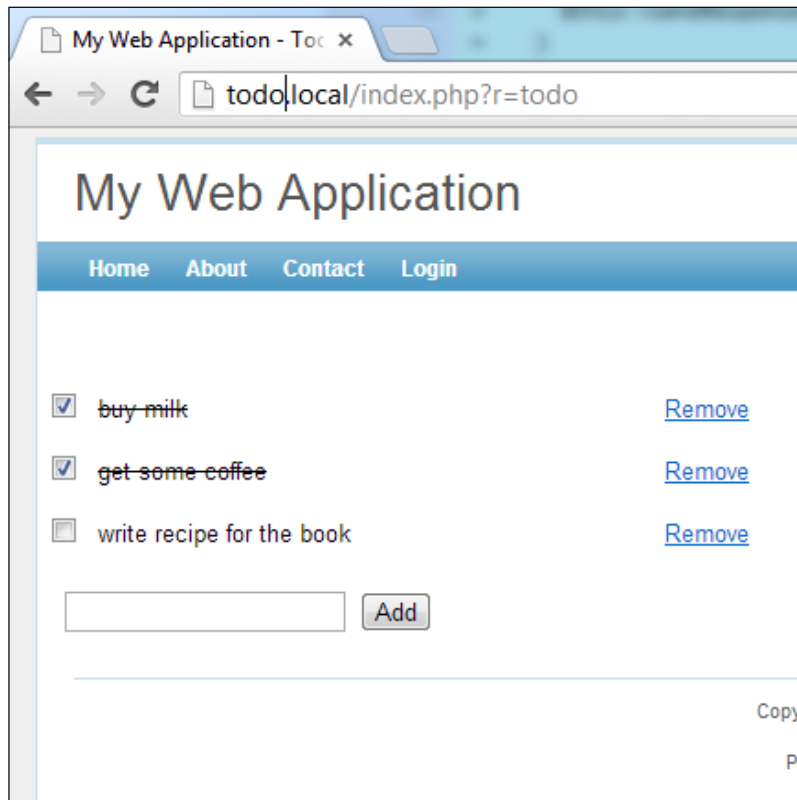 My Web Application - Toc
todo.local/index.php?r=todo
My Web Application
Home About Contact Login
buy milk Remove
get some coffee Remove
write recipe for the book Remove
Add
Copy
P